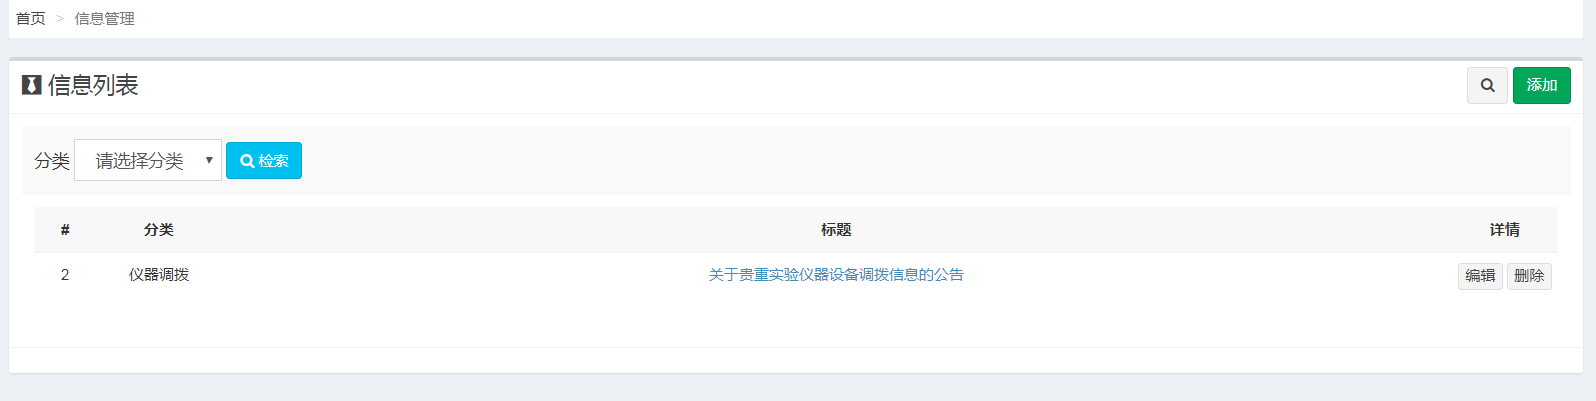 首页 > 信息管理
信息列表 添加
分类 请选择分类 检索
# 分类 标题 详情
2 仪器调拨 关于贵重实验仪器设备调拨信息的公告 编辑 删除